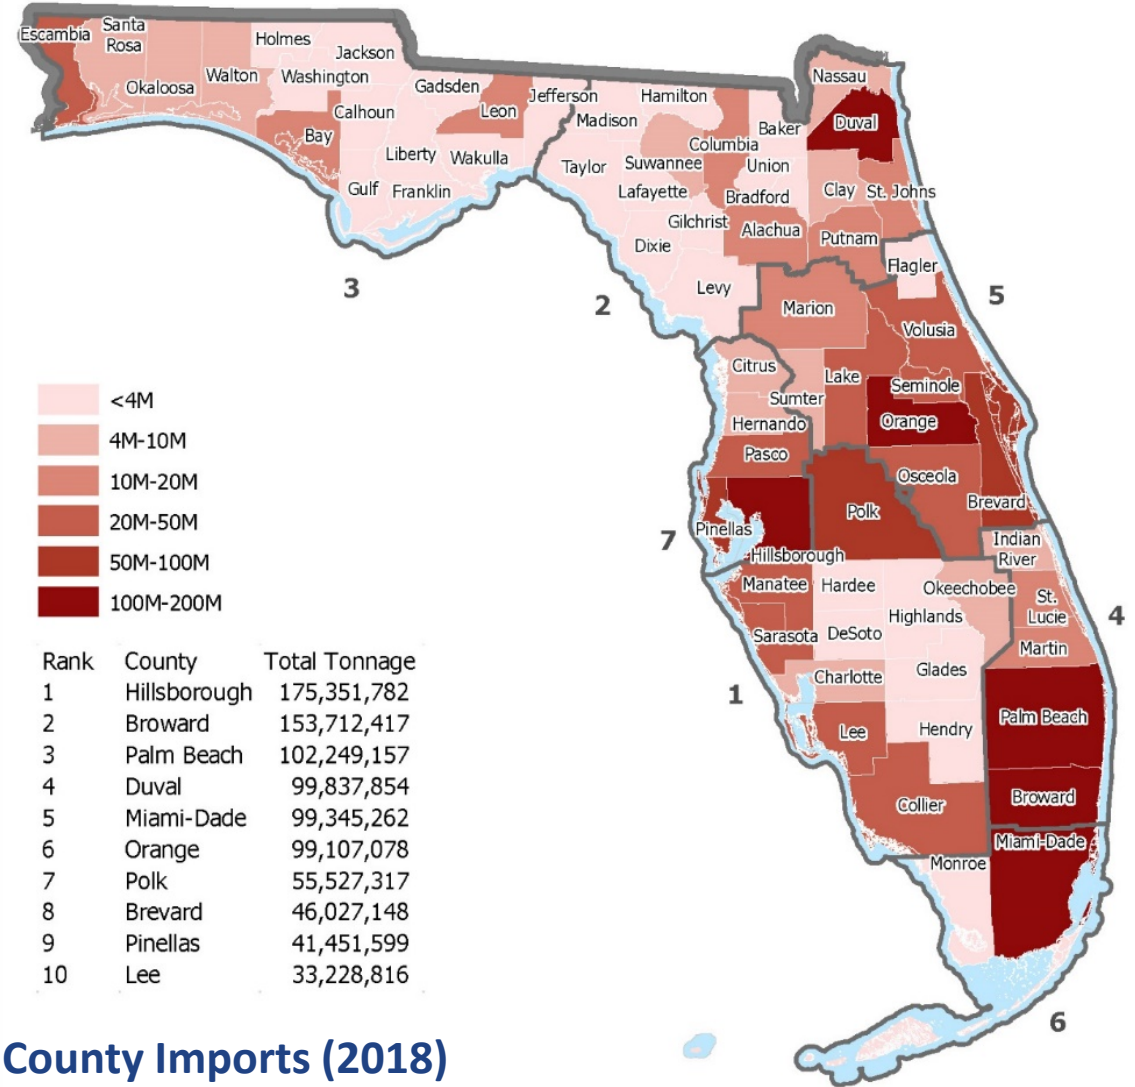 Escambia
Santa
Rosa
Okaloosa
Walton
Holmes
Washington
Jackson
Bay
Calhoun
Gulf
Gadsden
Liberty
Franklin
Leon
Wakulla
Jefferson
Madison
Taylor
Hamilton
Suwannee
Lafayette
Columbia
Baker
Union
Bradford
Gilchrist
Dixie
Alachua
Levy
Nassau
Duval
Clay
St. Johns
Putnam
Flagler
3
2
5
Marion
Volusia
Citrus
Sumter
Lake
Seminole
Hernando
Orange
Pasco
Osceola
Brevard
Polk
Pinellas
Hillsborough
7
Indian
River
Manatee
Hardee
Okeechobee
Highlands
St.
Lucie
4
Sarasota
DeSoto
Martin
Charlotte
Glades
1
Lee
Hendry
Palm Beach
Collier
Broward
Miami-Dade
Monroe
6
<4M
4M-10M
10M-20M
20M-50M
50M-100M
100M-200M
Rank County Total Tonnage
1 Hillsborough 175,351,782
2 Broward 153,712,417
3 Palm Beach 102,249,157
4 Duval 99,837,854
5 Miami-Dade 99,345,262
6 Orange 99,107,078
7 Polk 55,527,317
8 Brevard 46,027,148
9 Pinellas 41,451,599
10 Lee 33,228,816
County Imports (2018)